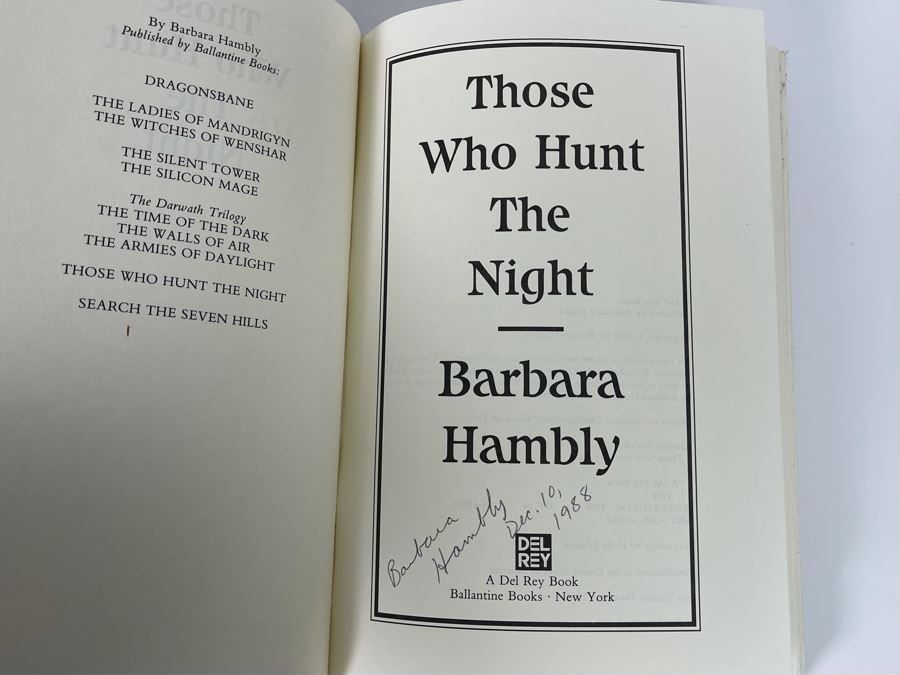 By Barbara Hambly
Published by Ballantine Books:
DRAGONSBANE
THE LADIES OF MANDRIGYN
THE WITCHES OF WENSHAR
THE SILENT TOWER
THE SILICON MAGE
The Darwath Trilogy
THE TIME OF THE DARK
THE WALLS OF AIR
THE ARMIES OF DAYLIGHT
THOSE WHO HUNT THE NIGHT
SEARCH THE SEVEN HILLS
Those
Who Hunt
The
Night
Barbara
Hambly
Barbara
Hambly
Dec. 10,
1988
DEL
REY
A Del Rey Book
Ballantine Books · New York